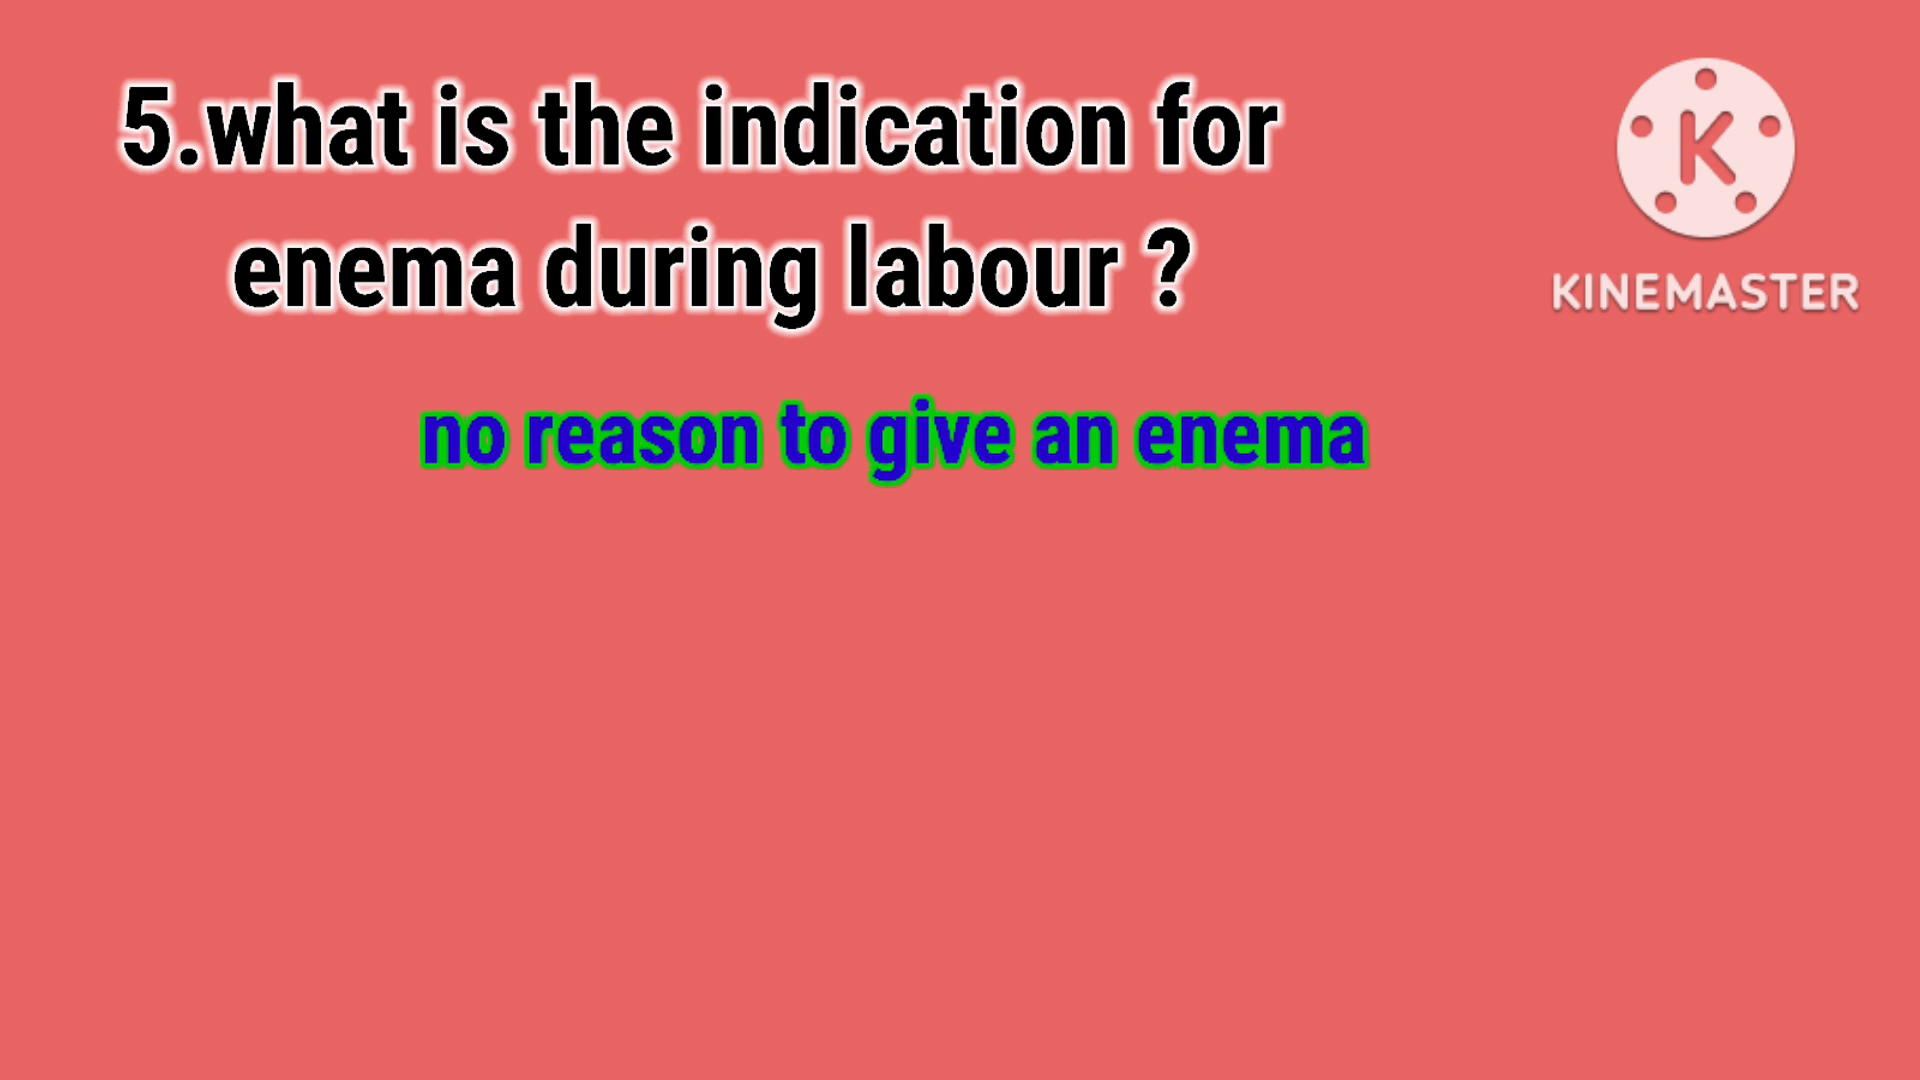 5.what is the indication for
enema during labour ?
no reason to give an enema
K
KINEMASTER